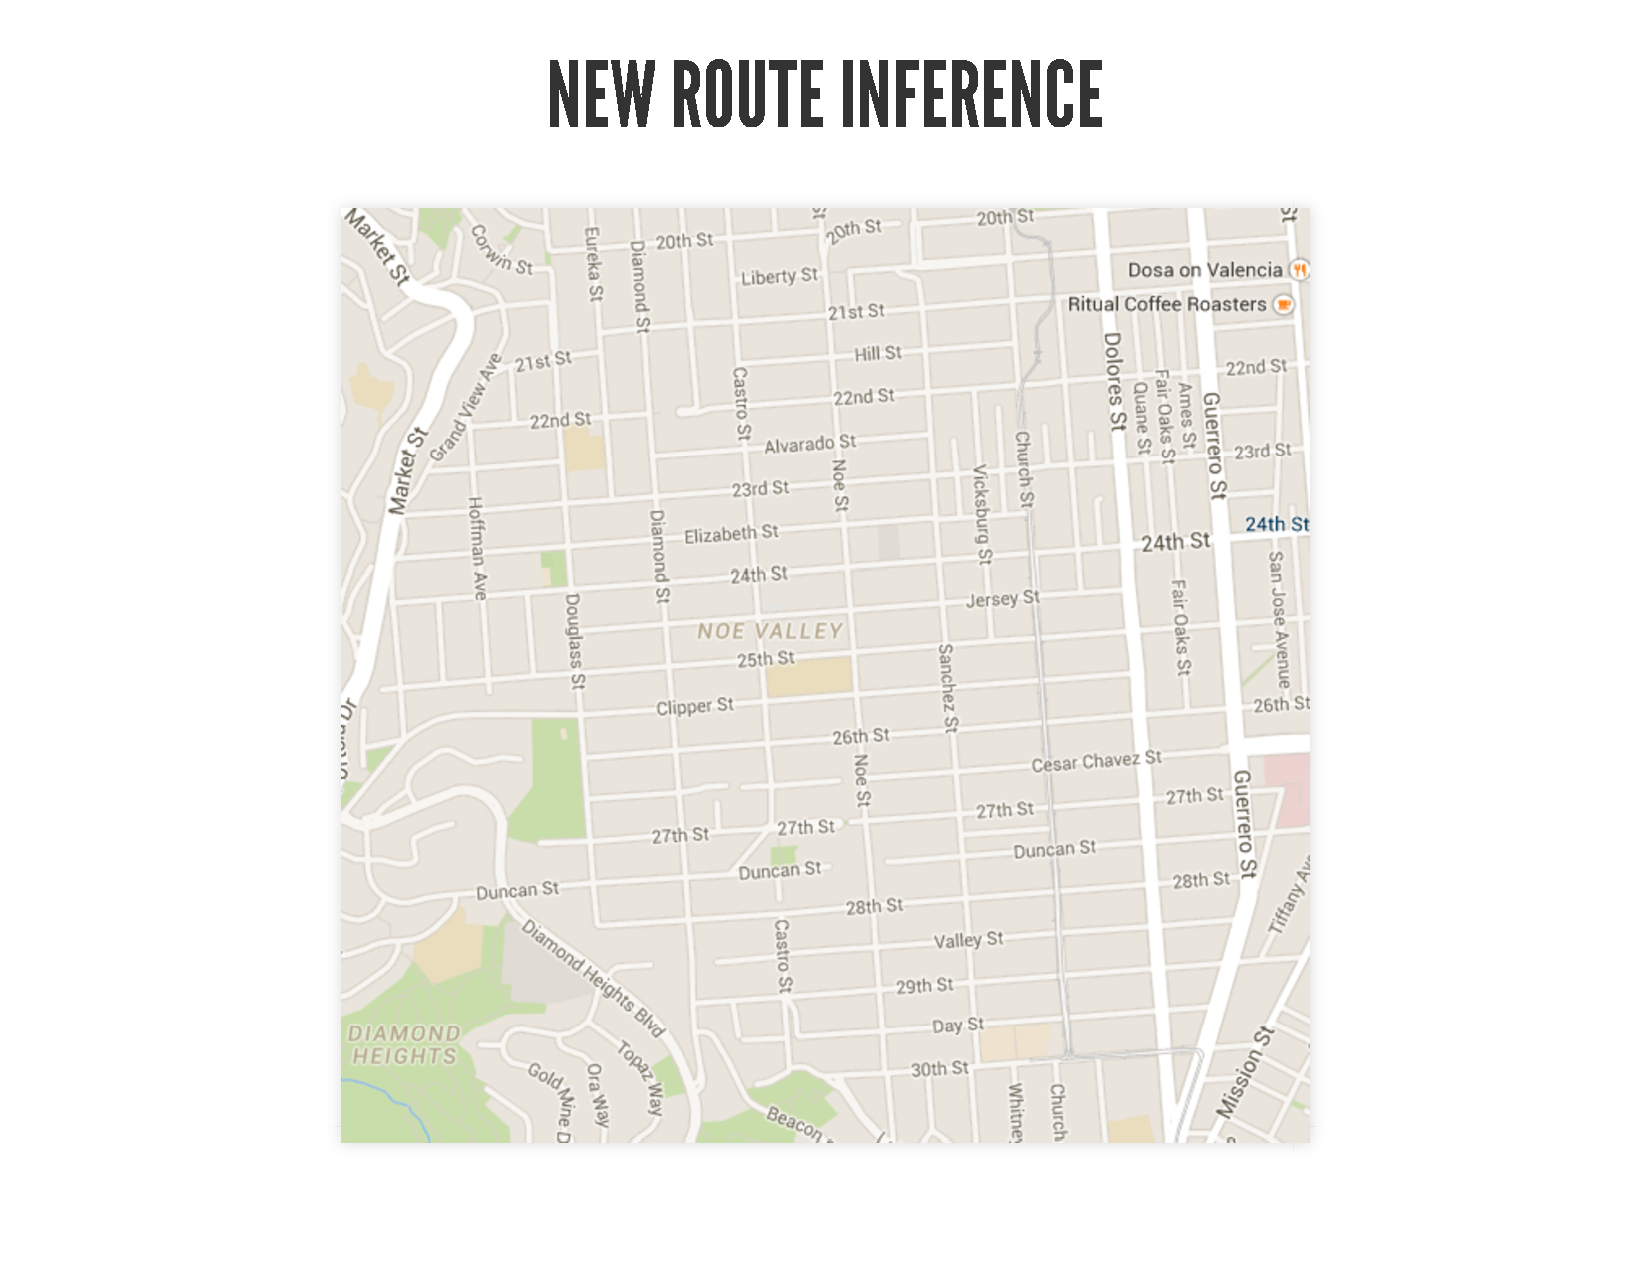 NEW ROUTE INFERENCE
Market St
Corwin St
Eureka St
Diamond St
20th St
St
20th St
20th St
St
Liberty St
Dosa on Valencia
Ritual Coffee Roasters
21st St
21st St
Hill St
Grand View Ave
Castro St
Dolores St
22nd St
22nd St
22nd St
Quane St
Fair Oaks St
Ames St
Guerrero St
Market St
Alvarado St
Church St
23rd St
23rd St
Noe St
Vicksburg St
Hoffman Ave
Diamond St
Elizabeth St
24th St
24th St
24th St
Douglass St
Jersey St
Fair Oaks St
San Jose Avenue
NOE VALLEY
25th St
Sanchez St
Clipper St
26th St
26th St
Dr
Noe St
Cesar Chavez St
Guerrero St
27th St
27th St
27th St
27th St
Duncan St
Duncan St
Duncan St
28th St
28th St
Tiffany Av
Diamond Heights Blvd
Castro St
Valley St
29th St
DIAMOND
HEIGHTS
Day St
30th St
Topaz Way
Ora Way
Gold Mine D
Mission St
Whitney
Church
Beacon